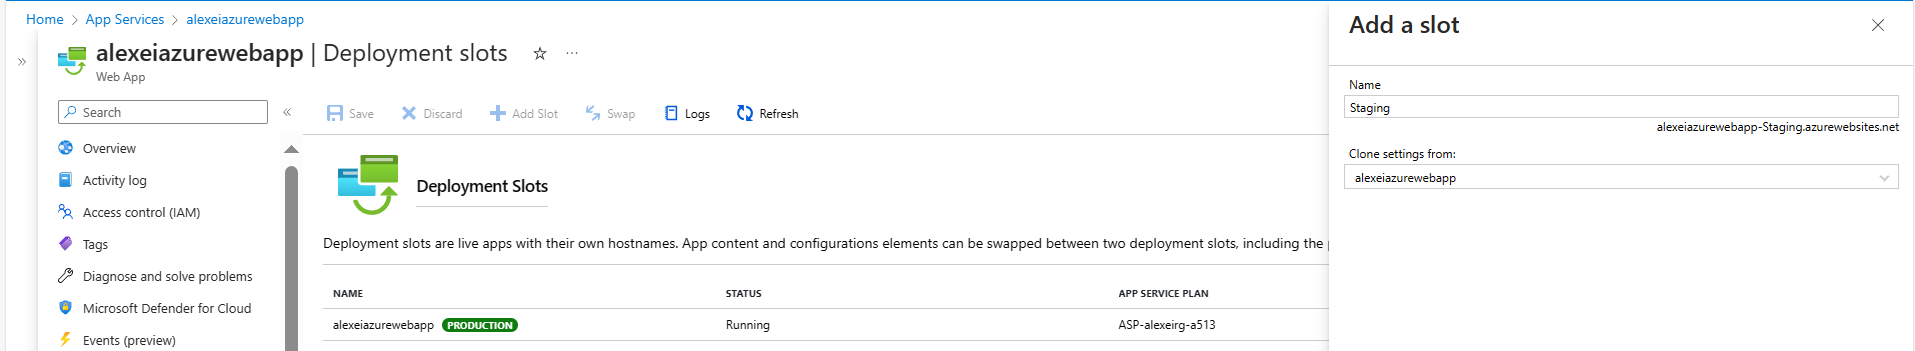 Home > App Services > alexeiazurewebapp
alexeiazurewebapp | Deployment slots
Web App
Search
Overview
Activity log
Access control (IAM)
Tags
Diagnose and solve problems
Microsoft Defender for Cloud
Events (preview)
Save Discard Add Slot Swap Logs Refresh
Deployment Slots
Deployment slots are live apps with their own hostnames. App content and configurations elements can be swapped between two deployment slots, including the
NAME STATUS APP SERVICE PLAN
alexeiazurewebapp PRODUCTION Running ASP-alexeirg-a513
Add a slot
Name
Staging
alexeiazurewebapp-Staging.azurewebsites.net
Clone settings from:
alexeiazurewebapp